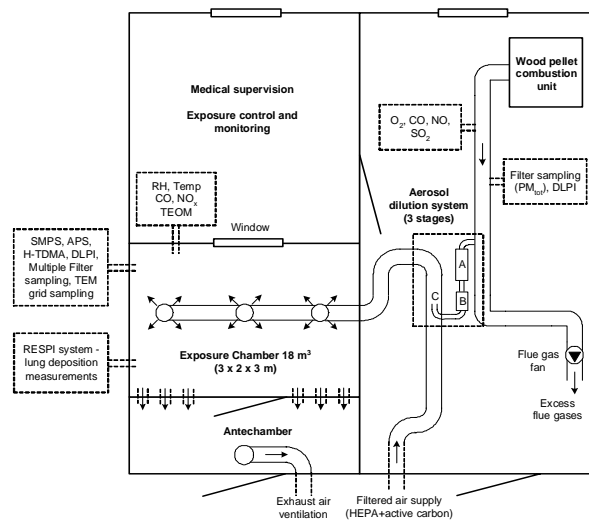 Wood pellet
combustion
unit
Medical supervision
Exposure control and
monitoring
O2, CO, NO,
SO2
RH, Temp
CO, NOx
TEOM
Filter sampling
(PMtot), DLPI
Aerosol
dilution system
(3 stages)
Window
SMPS, APS,
H-TDMA, DLPI,
Multiple Filter
sampling, TEM
grid sampling
A
B
C
RESPI system -
lung deposition
measurements
Exposure Chamber 18 m³
(3 x 2 x 3 m)
Flue gas
fan
Excess
flue gases
Antechamber
Exhaust air
ventilation
Filtered air supply
(HEPA+active carbon)